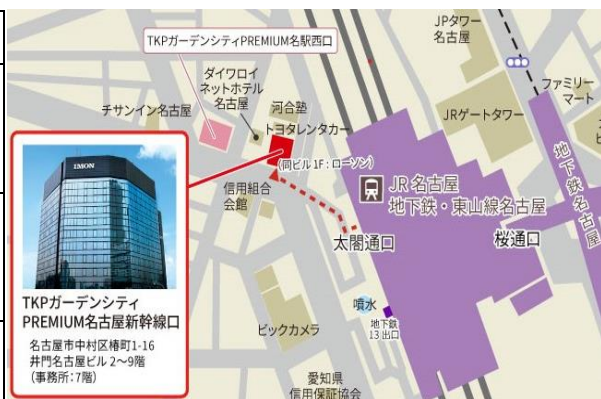 JPタワー
名古屋
TKPガーデンシティPREMIUM名駅西口
ダイワロイ
ネットホテル
名古屋
チサンイン名古屋
河合塾
トヨタレンタカー
(同ビル1F:ローソン)
JRゲートタワー
ファミリー
マート
地下鉄名古屋
IMON
信用組合
会館
JR名古屋
地下鉄・東山線名古屋
太閤通口
桜通口
噴水
地下鉄
13出口
ビックカメラ
愛知県
信用保証協会
TKPガーデンシティ
PREMIUM名古屋新幹線口
名古屋市中村区椿町1-16
井門名古屋ビル 2～9階
(事務所:7階)